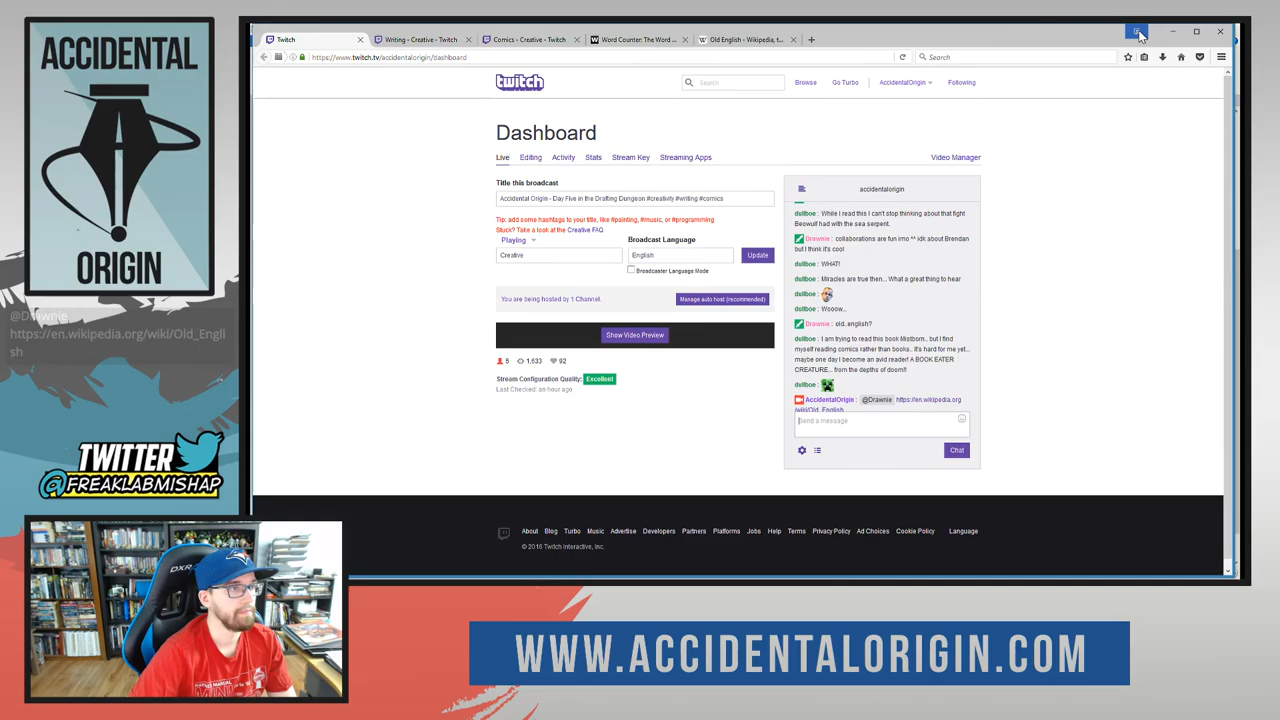 ACCIDENTAL
ORIGIN
@Drawnie
https://en.wikipedia.org/wiki/Old_Engli
sh
TWITTER
@FREAKLABMISHAP
Twitch
Writing - Creative - Twitch
Comics - Creative - Twitch
Word Counter: The Word ...
Old English - Wikipedia, t...
https://www.twitch.tv/accidentalorigin/dashboard
Search
twitch
Search
Browse
Go Turbo
AccidentalOrigin
Following
Dashboard
Live
Editing
Activity
Stats
Stream Key
Streaming Apps
Video Manager
Title this broadcast
Accidental Origin - Day Five in the Drafting Dungeon #creativity #writing #comics
Tip: add some hashtags to your title, like #painting, #music, or #programming
Stuck? Take a look at the Creative FAQ
Playing
Broadcast Language
Creative
English
Update
Broadcaster Language Mode
You are being hosted by 1 Channel.
Manage auto host (recommended)
Show Video Preview
5 1,633 92
Stream Configuration Quality: Excellent
Last Checked: an hour ago
accidentalorigin
dullboe : While I read this I can't stop thinking about that fight
Beowulf had with the sea serpent.
Drawnie : collaborations are fun imo ^^ idk about Brendan
but I think it's cool
dullboe : WHAT!
dullboe : Miracles are true then... What a great thing to
hear
dullboe :
dullboe : Wooow...
Drawnie : old..english?
dullboe : I am trying to read this book Mistborn.. but I find
myself reading comics rather than books.. it's hard for me yet...
maybe one day I become an avid reader! A BOOK EATER
CREATURE... from the depths of doom!!
dullboe :
AccidentalOrigin : @Drawnie https://en.wikipedia.org
/wiki/Old_English
Send a message
Chat
About
Blog
Turbo
Music
Advertise
Developers
Partners
Platforms
Jobs
Help
Terms
Privacy Policy
Ad Choices
Cookie Policy
Language
© 2016 Twitch Interactive, Inc.
DXR
WWW.ACCIDENTALORIGIN.COM